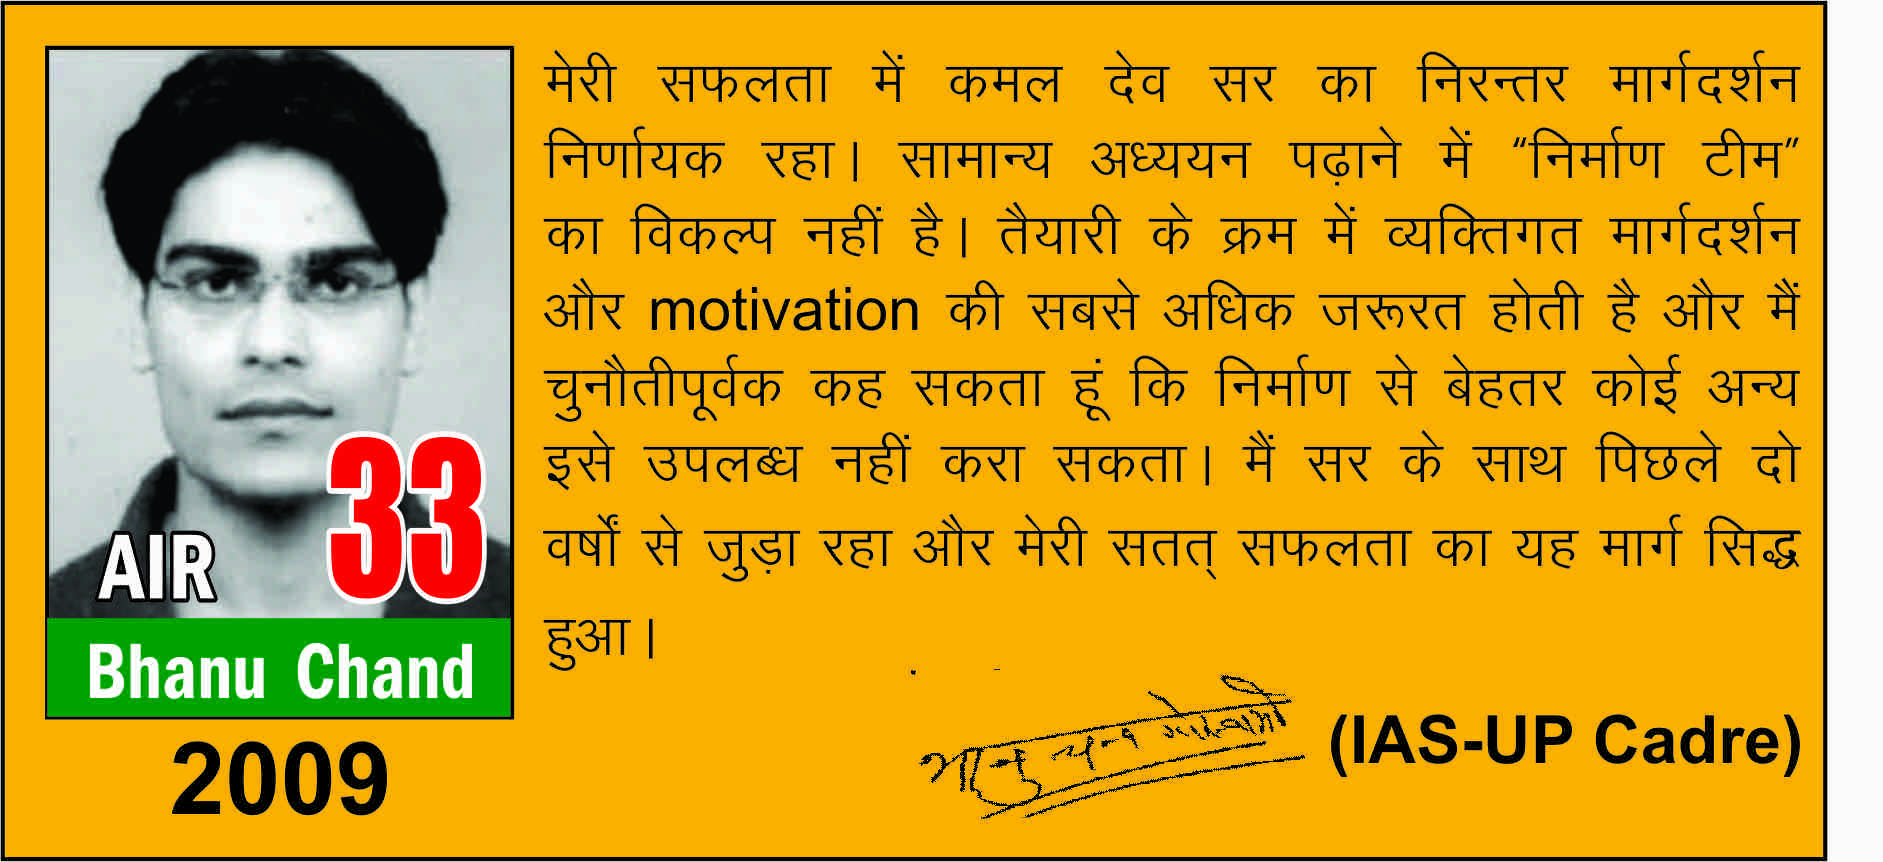 मेरी सफलता में कमल देव सर का निरन्तर मार्गदर्शन
निर्णायक रहा। सामान्य अध्ययन पढ़ाने में “निर्माण टीम”
का विकल्प नहीं है। तैयारी के क्रम में व्यक्तिगत मार्गदर्शन
और motivation की सबसे अधिक जरूरत होती है और मैं
चुनौतीपूर्वक कह सकता हूं कि निर्माण से बेहतर कोई अन्य
इसे उपलब्ध नहीं करा सकता। मैं सर के साथ पिछले दो
वर्षों से जुड़ा रहा और मेरी सतत् सफलता का यह मार्ग सिद्ध
हुआ।
AIR 33
Bhanu Chand
2009
भानु चन्द्र गोस्वामी (IAS-UP Cadre)